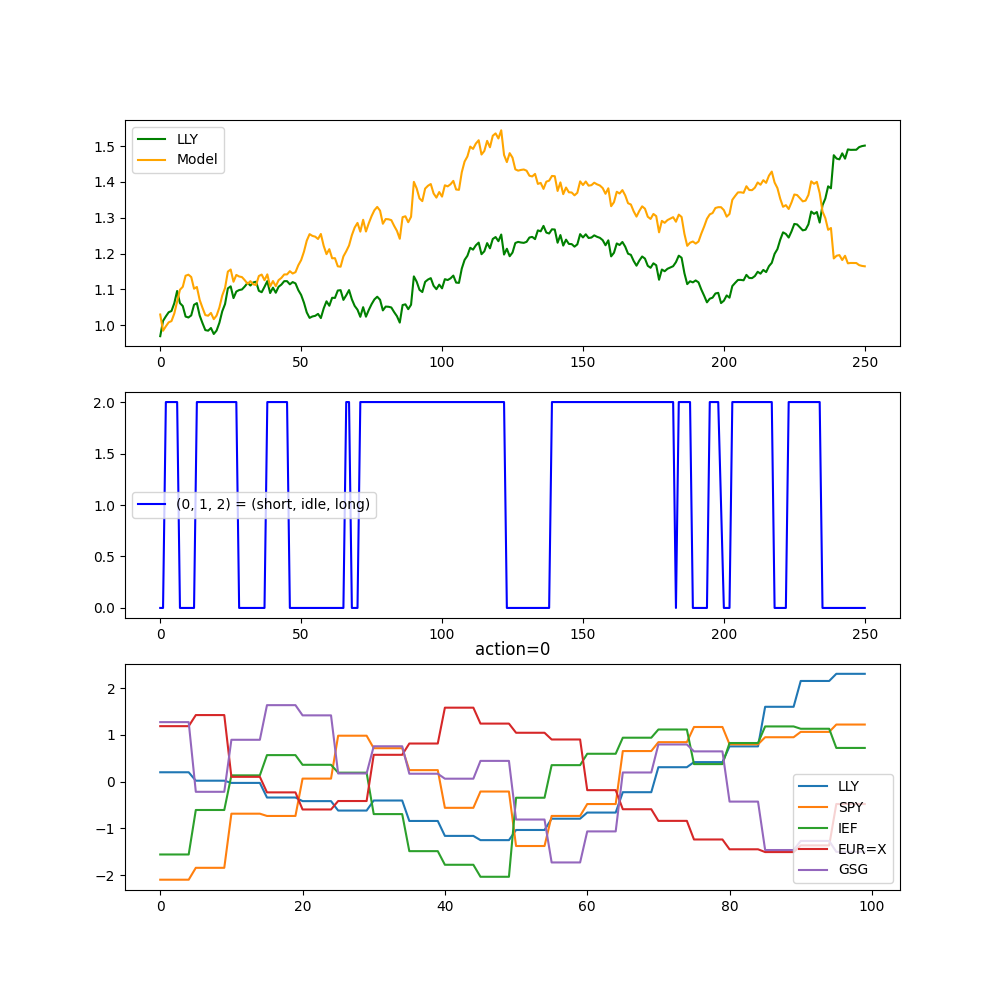 LLY
Model
1.5
1.4
1.3
1.2
1.1
1.0
0 50 100 150 200 250
2.0
1.5
1.0
0.5
0.0
(0, 1, 2) = (short, idle, long)
0 50 100 150 200 250
action=0
2
1
0
−1
−2
LLY
SPY
IEF
EUR=X
GSG
0 20 40 60 80 100